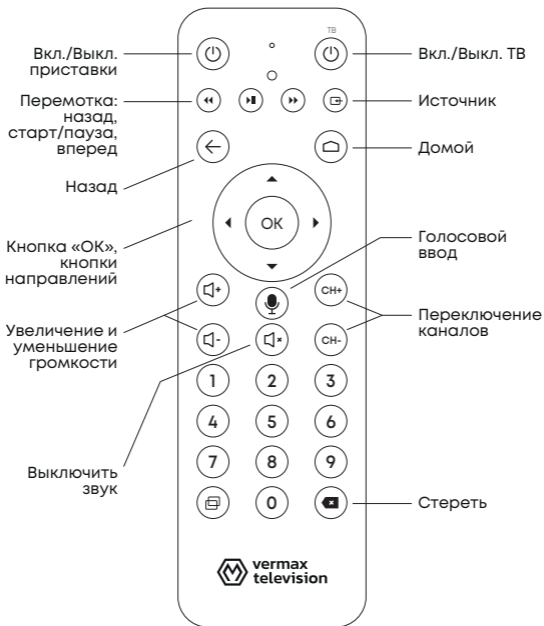 ТВ
Вкл./Выкл.
приставки
Вкл./Выкл. ТВ
Перемотка:
назад,
старт/пауза,
вперед
Источник
Домой
Назад
OK
Кнопка «ОК»,
кнопки
направлений
Голосовой
ввод
CH+
Увеличение и
уменьшение
громкости
Переключение
каналов
CH-
1 2 3
4 5 6
7 8 9
Выключить
звук
0
Стереть
vermax
television